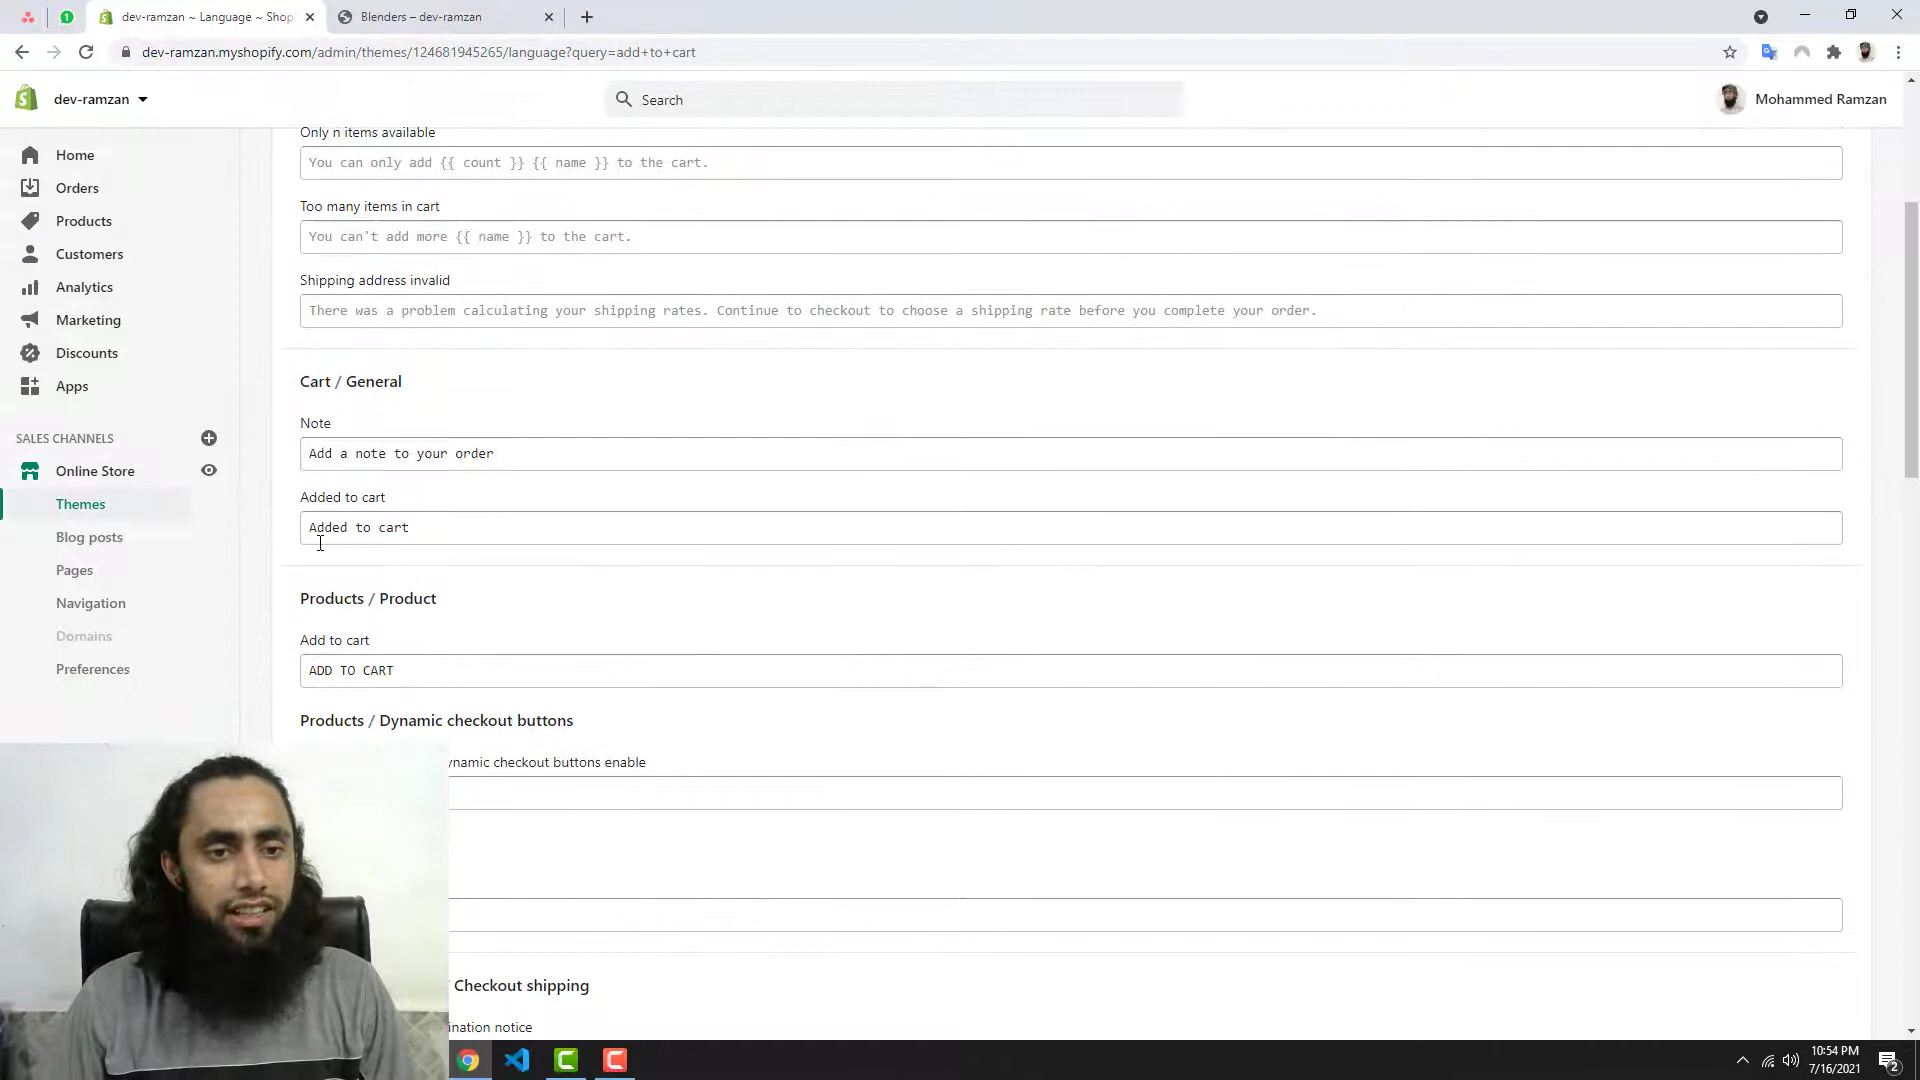 dev-ramzan ~ Language ~ Shop
Blenders – dev-ramzan
dev-ramzan.myshopify.com/admin/themes/124681945265/language?query=add+to+cart
dev-ramzan
Search
Mohammed Ramzan
Home
Orders
Products
Customers
Analytics
Marketing
Discounts
Apps
SALES CHANNELS
Online Store
Themes
Blog posts
Pages
Navigation
Domains
Preferences
Only n items available
You can only add {{ count }} {{ name }} to the cart.
Too many items in cart
You can't add more {{ name }} to the cart.
Shipping address invalid
There was a problem calculating your shipping rates. Continue to checkout to choose a shipping rate before you complete your order.
Cart / General
Note
Add a note to your order
Added to cart
Added to cart
Products / Product
Add to cart
ADD TO CART
Products / Dynamic checkout buttons
ynamic checkout buttons enable
/ Checkout shipping
ination notice
10:54 PM
7/16/2021
2